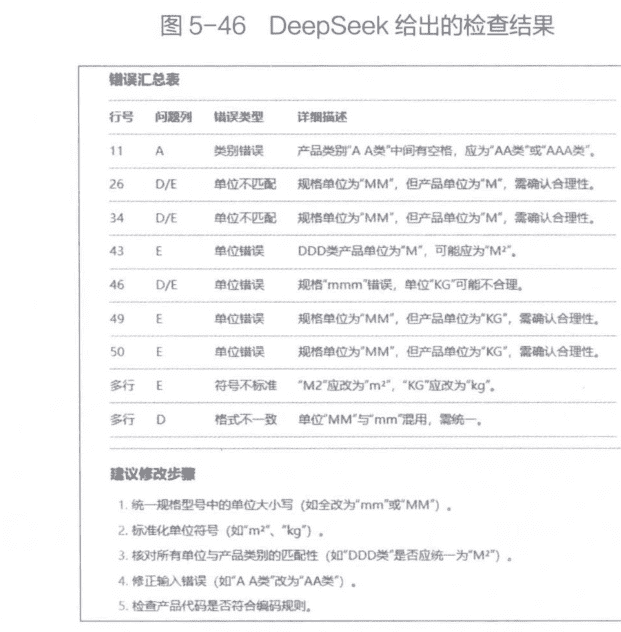 图 5-46 DeepSeek 给出的检查结果
错误汇总表
行号 问题列 错误类型 详细描述
11 A 类别错误 产品类别“A A类”中间有空格，应为“AA类”或“AAA类”。
26 D/E 单位不匹配 规格单位为“MM”，但产品单位为“M”，需确认合理性。
34 D/E 单位不匹配 规格单位为“MM”，但产品单位为“M”，需确认合理性。
43 E 单位错误 DDD类产品单位为“M”，可能应为“M²”。
46 D/E 单位错误 规格“mmm”错误，单位“KG”可能不合理。
49 E 单位错误 规格单位为“MM”，但产品单位为“KG”，需确认合理性。
50 E 单位错误 规格单位为“MM”，但产品单位为“KG”，需确认合理性。
多行 E 符号不标准 “M2”应改为“m²”，“KG”应改为“kg”。
多行 D 格式不一致 单位“MM”与“mm”混用，需统一。
建议修改步骤
1. 统一规格型号中的单位大小写（如全改为“mm”或“MM”）。
2. 标准化单位符号（如“m²”、“kg”）。
3. 核对所有单位与产品类别的匹配性（如“DDD类”是否应统一为“M²”）。
4. 修正输入错误（如“A A类”改为“AA类”）。
5. 检查产品代码是否符合编码规则。